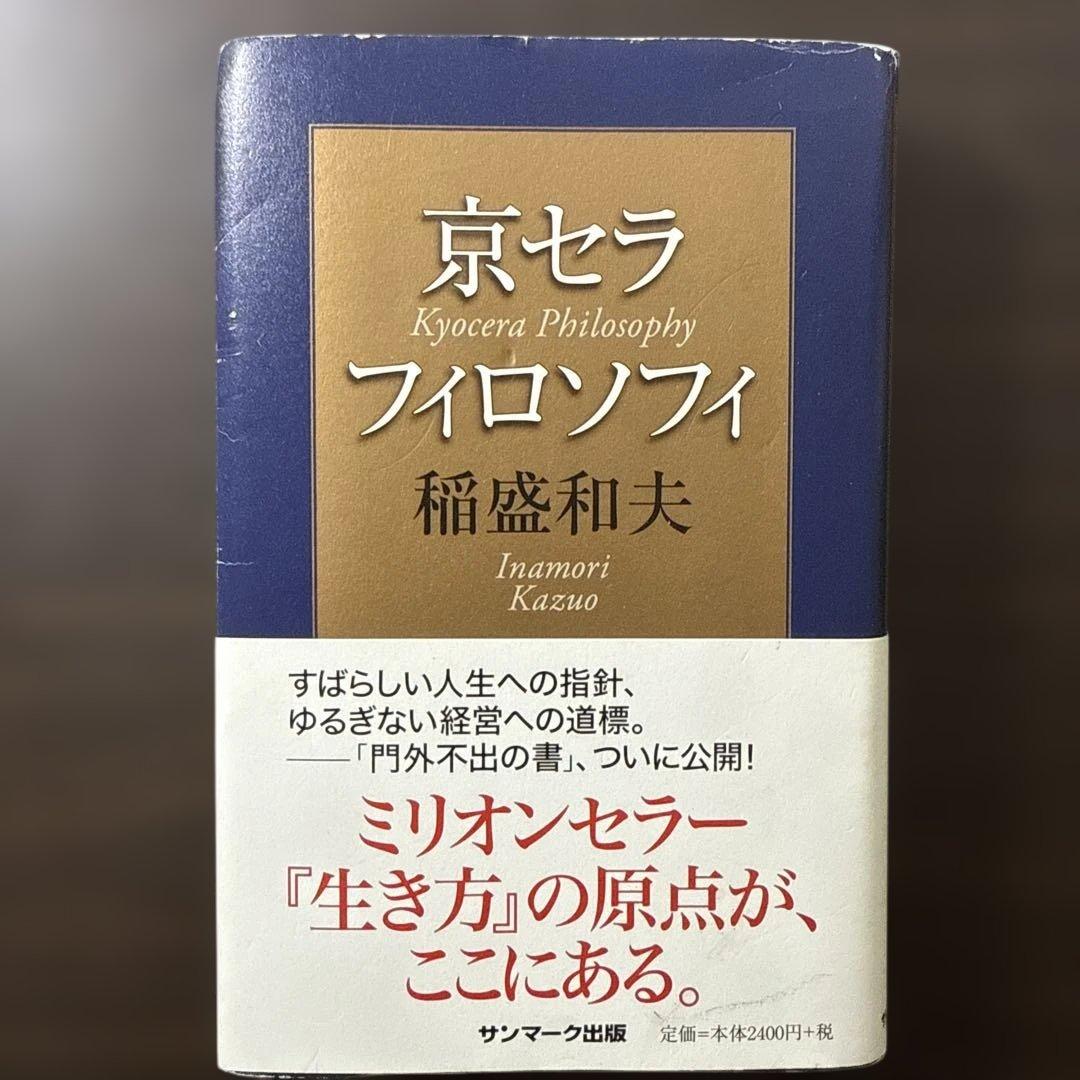 京セラ
Kyocera Philosophy
フィロソフィ
稲盛和夫
Inamori
Kazuo
すばらしい人生への指針、
ゆるぎない経営への道標。
——「門外不出の書」、ついに公開!
ミリオンセラー
『生き方』の原点が、
ここにある。
サンマーク出版 定価=本体2400円+税